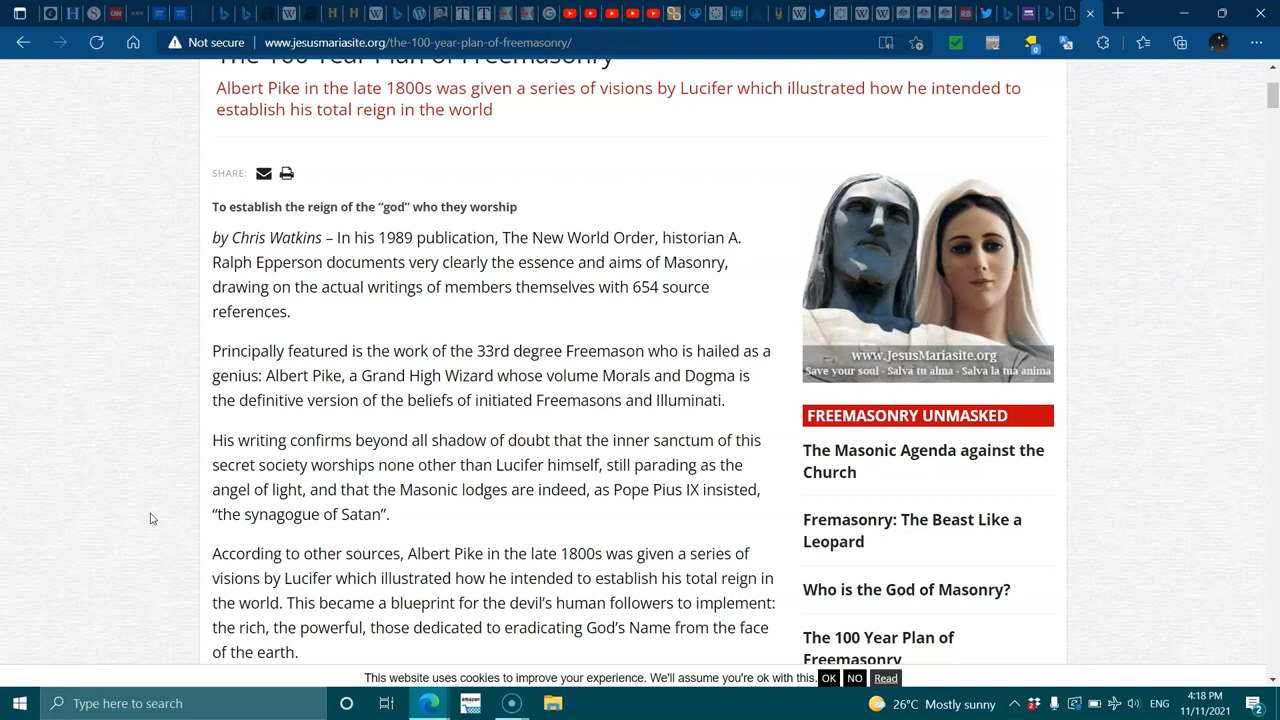 Not secure
www.jesusmariasite.org/the-100-year-plan-of-freemasonry/
The 100 Year Plan of Freemasonry
Albert Pike in the late 1800s was given a series of visions by Lucifer which illustrated how he intended to
establish his total reign in the world
SHARE:
To establish the reign of the “god” who they worship
by Chris Watkins – In his 1989 publication, The New World Order, historian A.
Ralph Epperson documents very clearly the essence and aims of Masonry,
drawing on the actual writings of members themselves with 654 source
references.
Principally featured is the work of the 33rd degree Freemason who is hailed as a
genius: Albert Pike, a Grand High Wizard whose volume Morals and Dogma is
the definitive version of the beliefs of initiated Freemasons and Illuminati.
His writing confirms beyond all shadow of doubt that the inner sanctum of this
secret society worships none other than Lucifer himself, still parading as the
angel of light, and that the Masonic lodges are indeed, as Pope Pius IX insisted,
“the synagogue of Satan”.
According to other sources, Albert Pike in the late 1800s was given a series of
visions by Lucifer which illustrated how he intended to establish his total reign in
the world. This became a blueprint for the devil’s human followers to implement:
the rich, the powerful, those dedicated to eradicating God’s Name from the face
of the earth.
www.JesusMariasite.org
Save your soul - Salva tu alma - Salva la tua anima
FREEMASONRY UNMASKED
The Masonic Agenda against the
Church
Fremasonry: The Beast Like a
Leopard
Who is the God of Masonry?
The 100 Year Plan of
Freemasonry
This website uses cookies to improve your experience. We'll assume you're ok with this. OK NO Read
Type here to search
amazon
26°C Mostly sunny
ENG
4:18 PM
11/11/2021
2